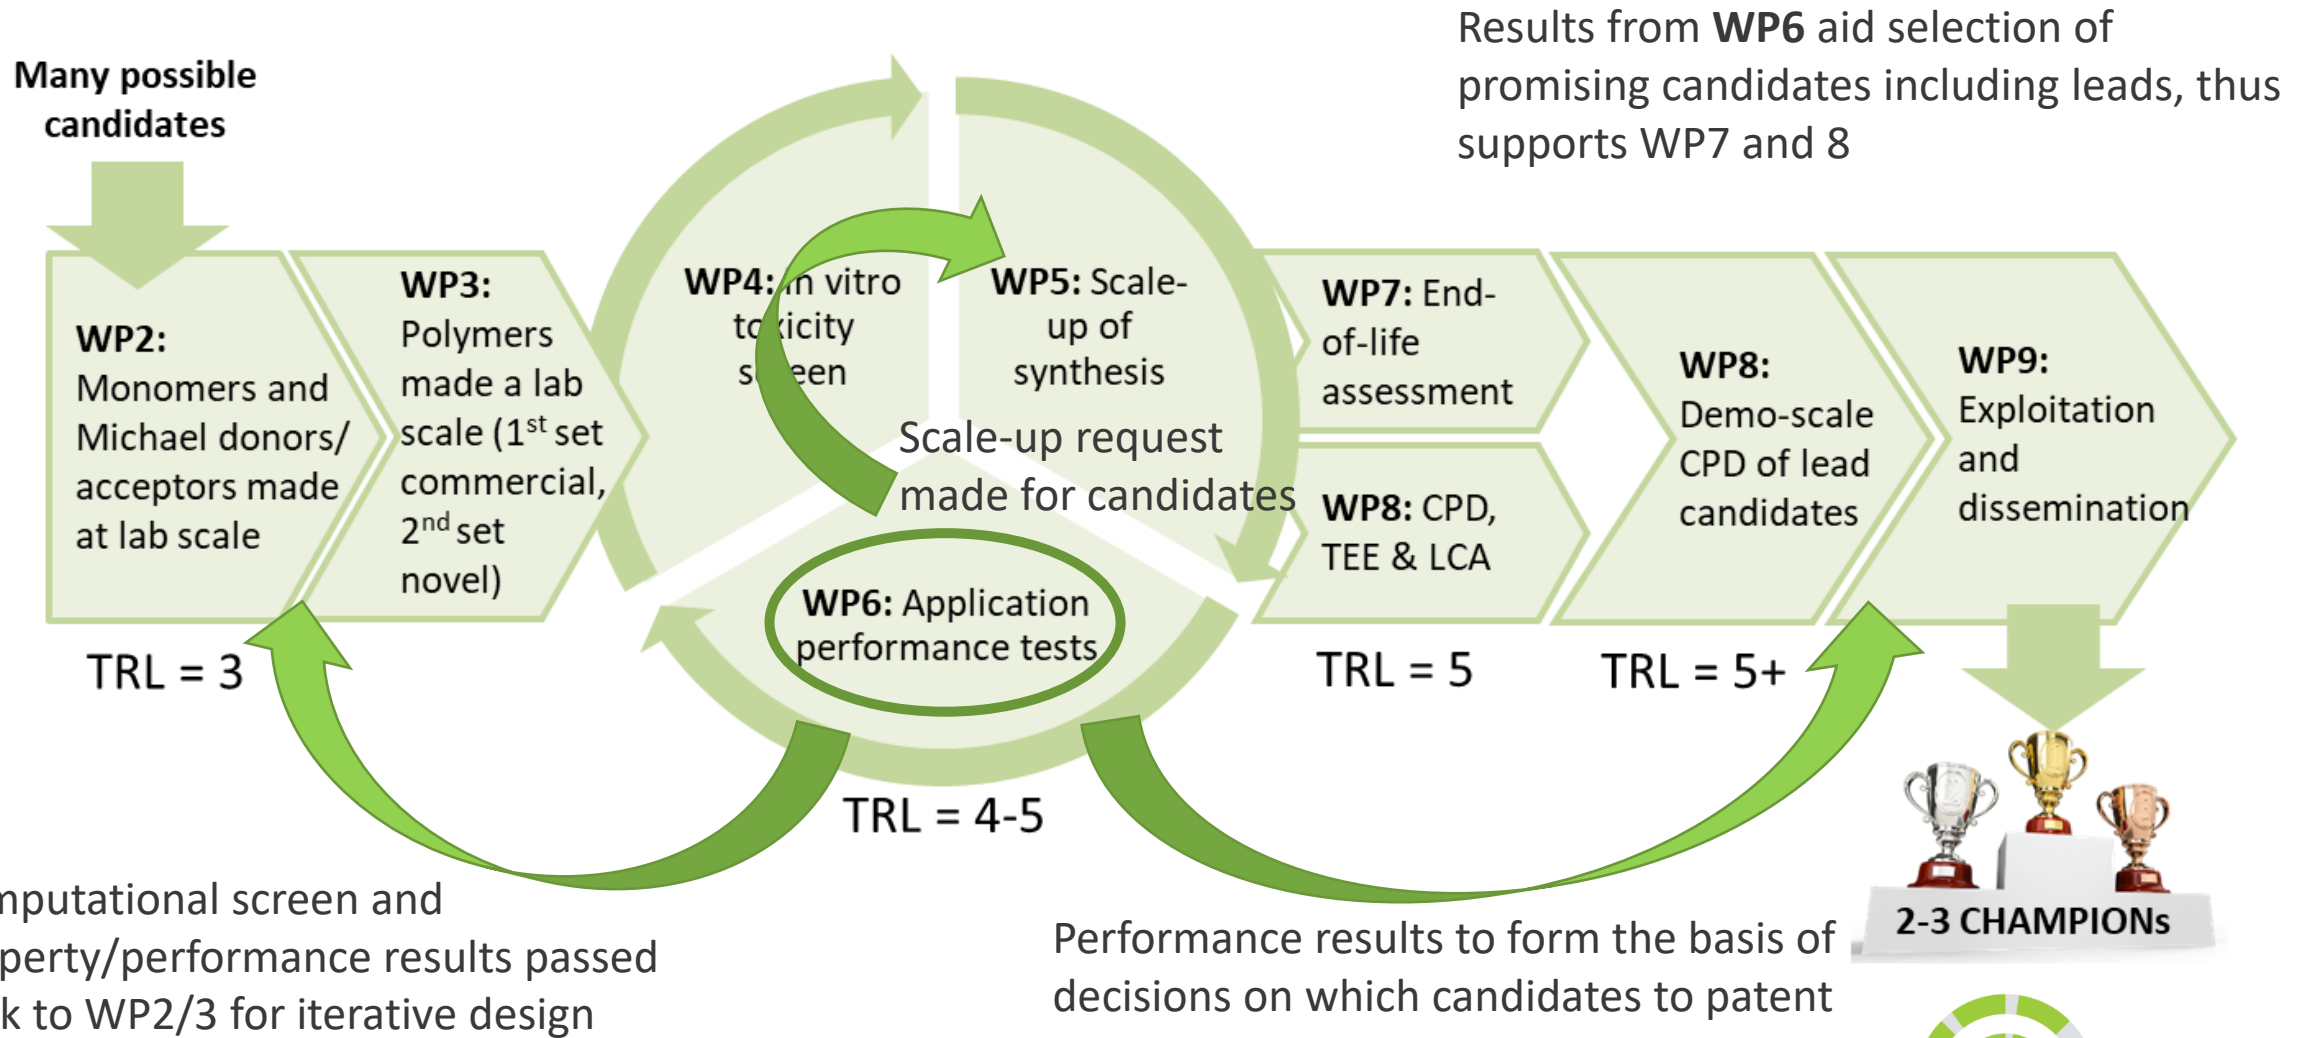 Results from WP6 aid selection of
promising candidates including leads, thus
supports WP7 and 8
Many possible
candidates
WP2:
Monomers and
Michael donors/
acceptors made
at lab scale
WP3:
Polymers
made a lab
scale (1st set
commercial,
2nd set
novel)
WP4: In vitro
toxicity
screen
WP5: Scale-
up of
synthesis
Scale-up request
made for candidates
WP6: Application
performance tests
WP7: End-
of-life
assessment
WP8: CPD,
TEE & LCA
WP8:
Demo-scale
CPD of lead
candidates
WP9:
Exploitation
and
dissemination
TRL = 3
TRL = 4-5
TRL = 5
TRL = 5+
2-3 CHAMPIONs
mputational screen and
perty/performance results passed
k to WP2/3 for iterative design
Performance results to form the basis of
decisions on which candidates to patent